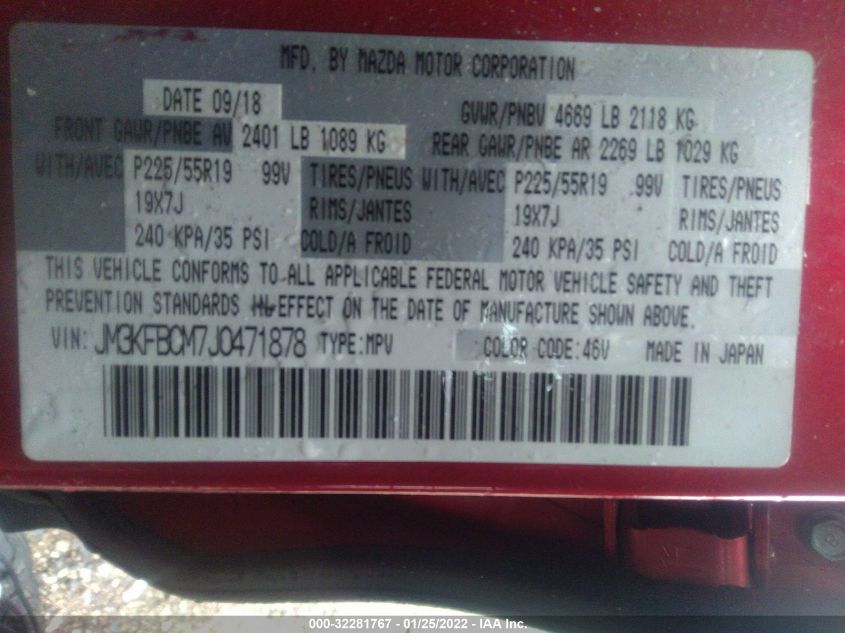 MFD. BY MAZDA MOTOR CORPORATION
DATE 09/18 GVWR/PNBV 4669 LB 2118 KG
FRONT GAWR/PNBE AV 2401 LB 1089 KG REAR GAWR/PNBE AR 2269 LB 1029 KG
WITH/AVEC P225/55R19 99V TIRES/PNEUS WITH/AVEC P225/55R19 99V TIRES/PNEUS
19X7J RIMS/JANTES 19X7J RIMS/JANTES
240 KPA/35 PSI COLD/A FROID 240 KPA/35 PSI COLD/A FROID
THIS VEHICLE CONFORMS TO ALL APPLICABLE FEDERAL MOTOR VEHICLE SAFETY AND THEFT
PREVENTION STANDARDS IN EFFECT ON THE DATE OF MANUFACTURE SHOWN ABOVE.
VIN: JM3KFBCM7J0471878 TYPE:MPV COLOR CODE:46V MADE IN JAPAN
000-32281767 - 01/25/2022 - IAA Inc.